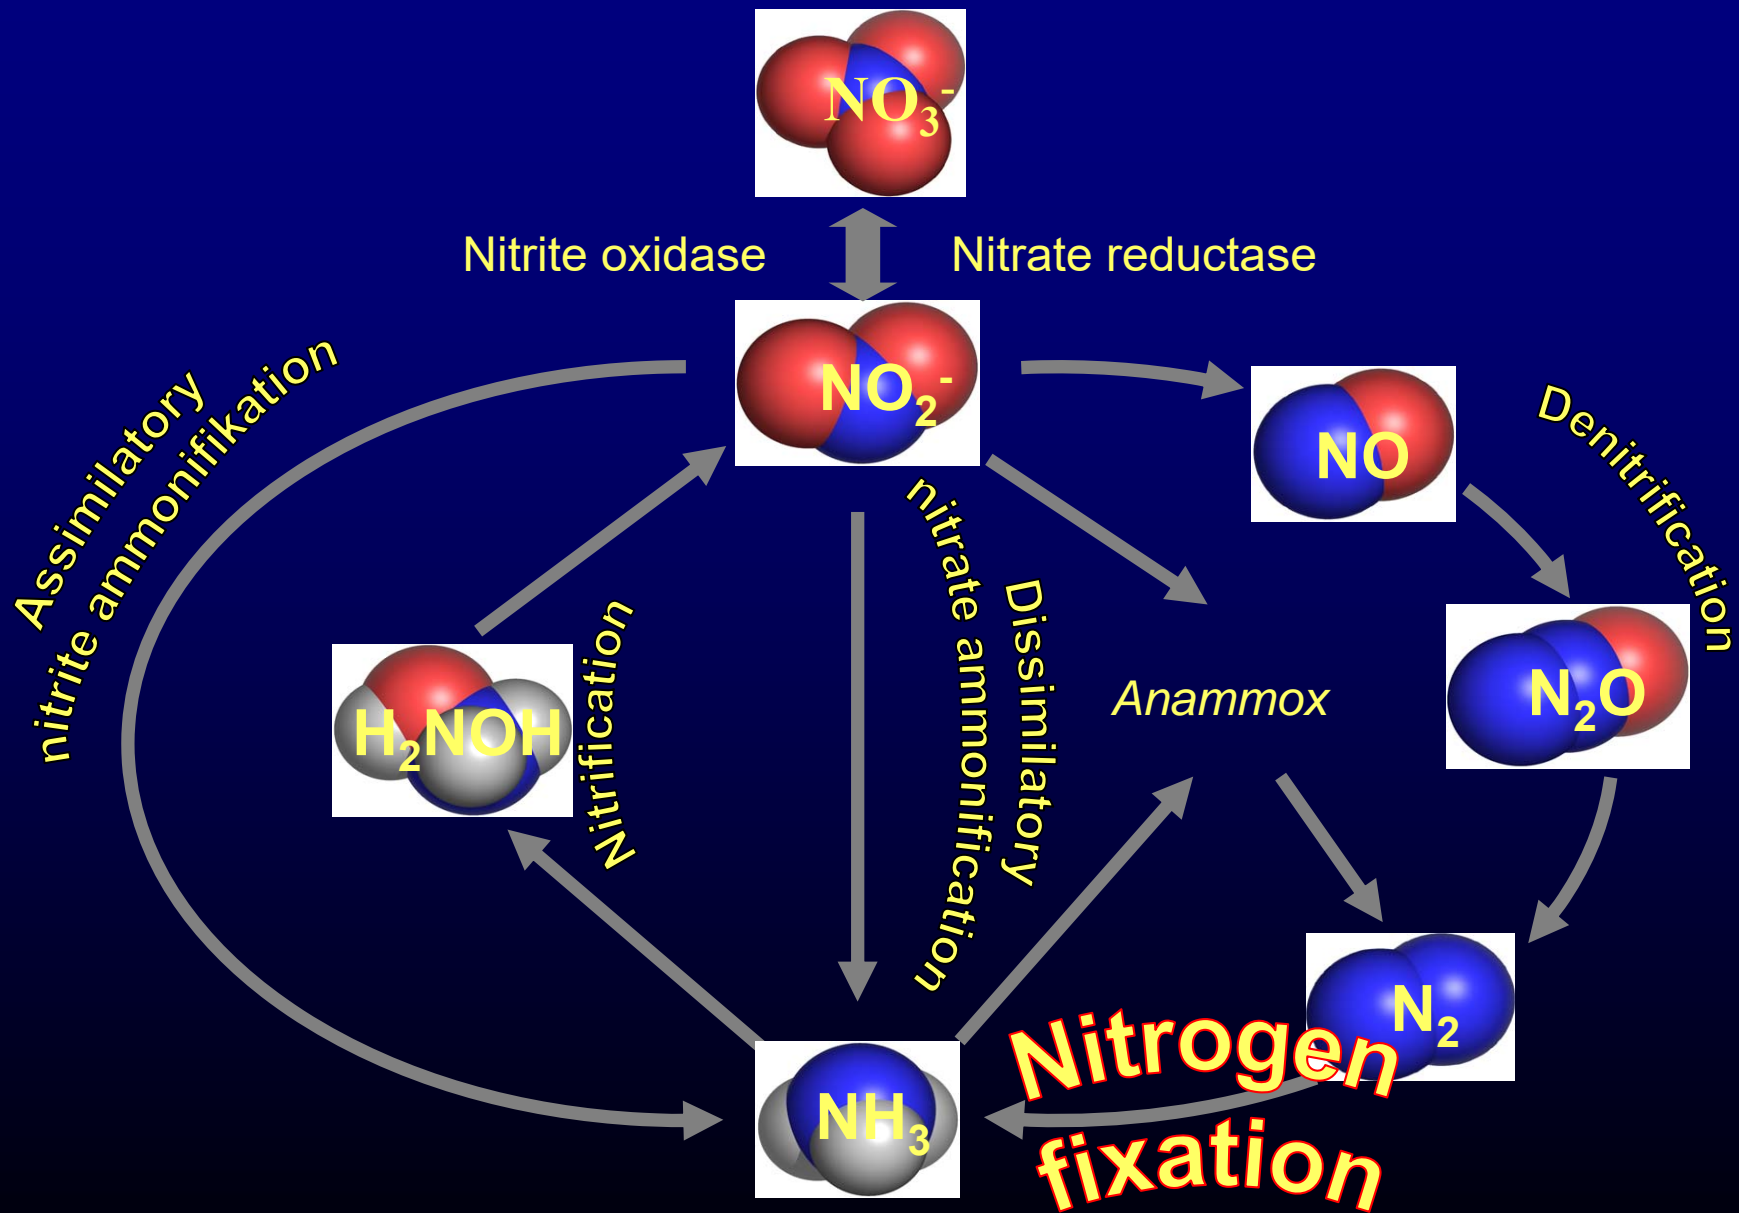 NO3-
Nitrite oxidase
Nitrate reductase
NO2-
NO
Denitrification
Assimilatory
nitrite ammonifikation
N2O
H2NOH
Nitrification
Dissimilatory
nitrate ammonification
Anammox
N2
NH3
Nitrogen
fixation